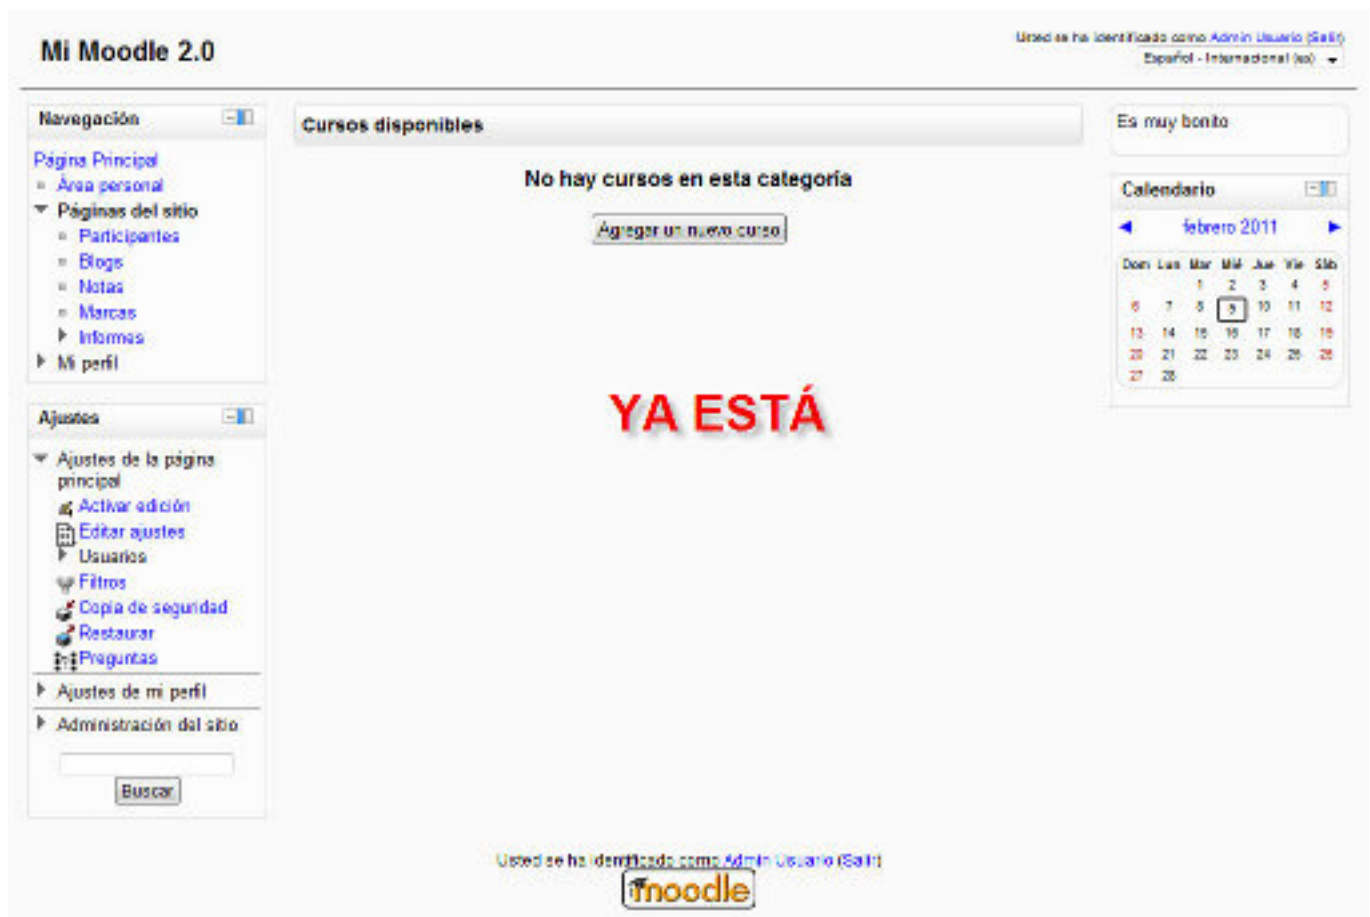 Mi Moodle 2.0
Usted se ha identificado como Admin Usuario (Salir)
Español - Internacional (es)
Navegación
Página Principal
Área personal
Páginas del sitio
Participantes
Blogs
Notas
Marcas
Informes
Mi perfil
Ajustes
Ajustes de la página
principal
Activar edición
Editar ajustes
Usuarios
Filtros
Copia de seguridad
Restaurar
Preguntas
Ajustes de mi perfil
Administración del sitio
Buscar
Cursos disponibles
No hay cursos en esta categoría
Agregar un nuevo curso
YA ESTÁ
Es muy bonito
Calendario
febrero 2011
Dom Lun Mar Mié Jue Vie Sáb
1 2 3 4 5
6 7 8 9 10 11 12
13 14 15 16 17 18 19
20 21 22 23 24 25 26
27 28
Usted se ha identificado como Admin Usuario (Salir)
moodle